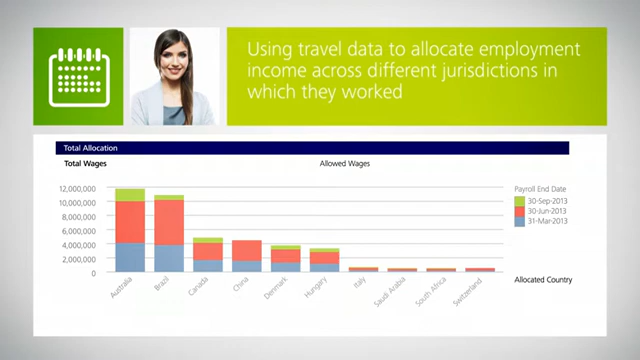 Using travel data to allocate employment
income across different jurisdictions in
which they worked
Total Allocation
Total Wages
Allowed Wages
12,000,000
10,000,000
8,000,000
6,000,000
4,000,000
2,000,000
0
Australia
Brazil
Canada
China
Denmark
Hungary
Italy
Saudi Arabia
South Africa
Switzerland
Payroll End Date
30-Sep-2013
30-Jun-2013
31-Mar-2013
Allocated Country